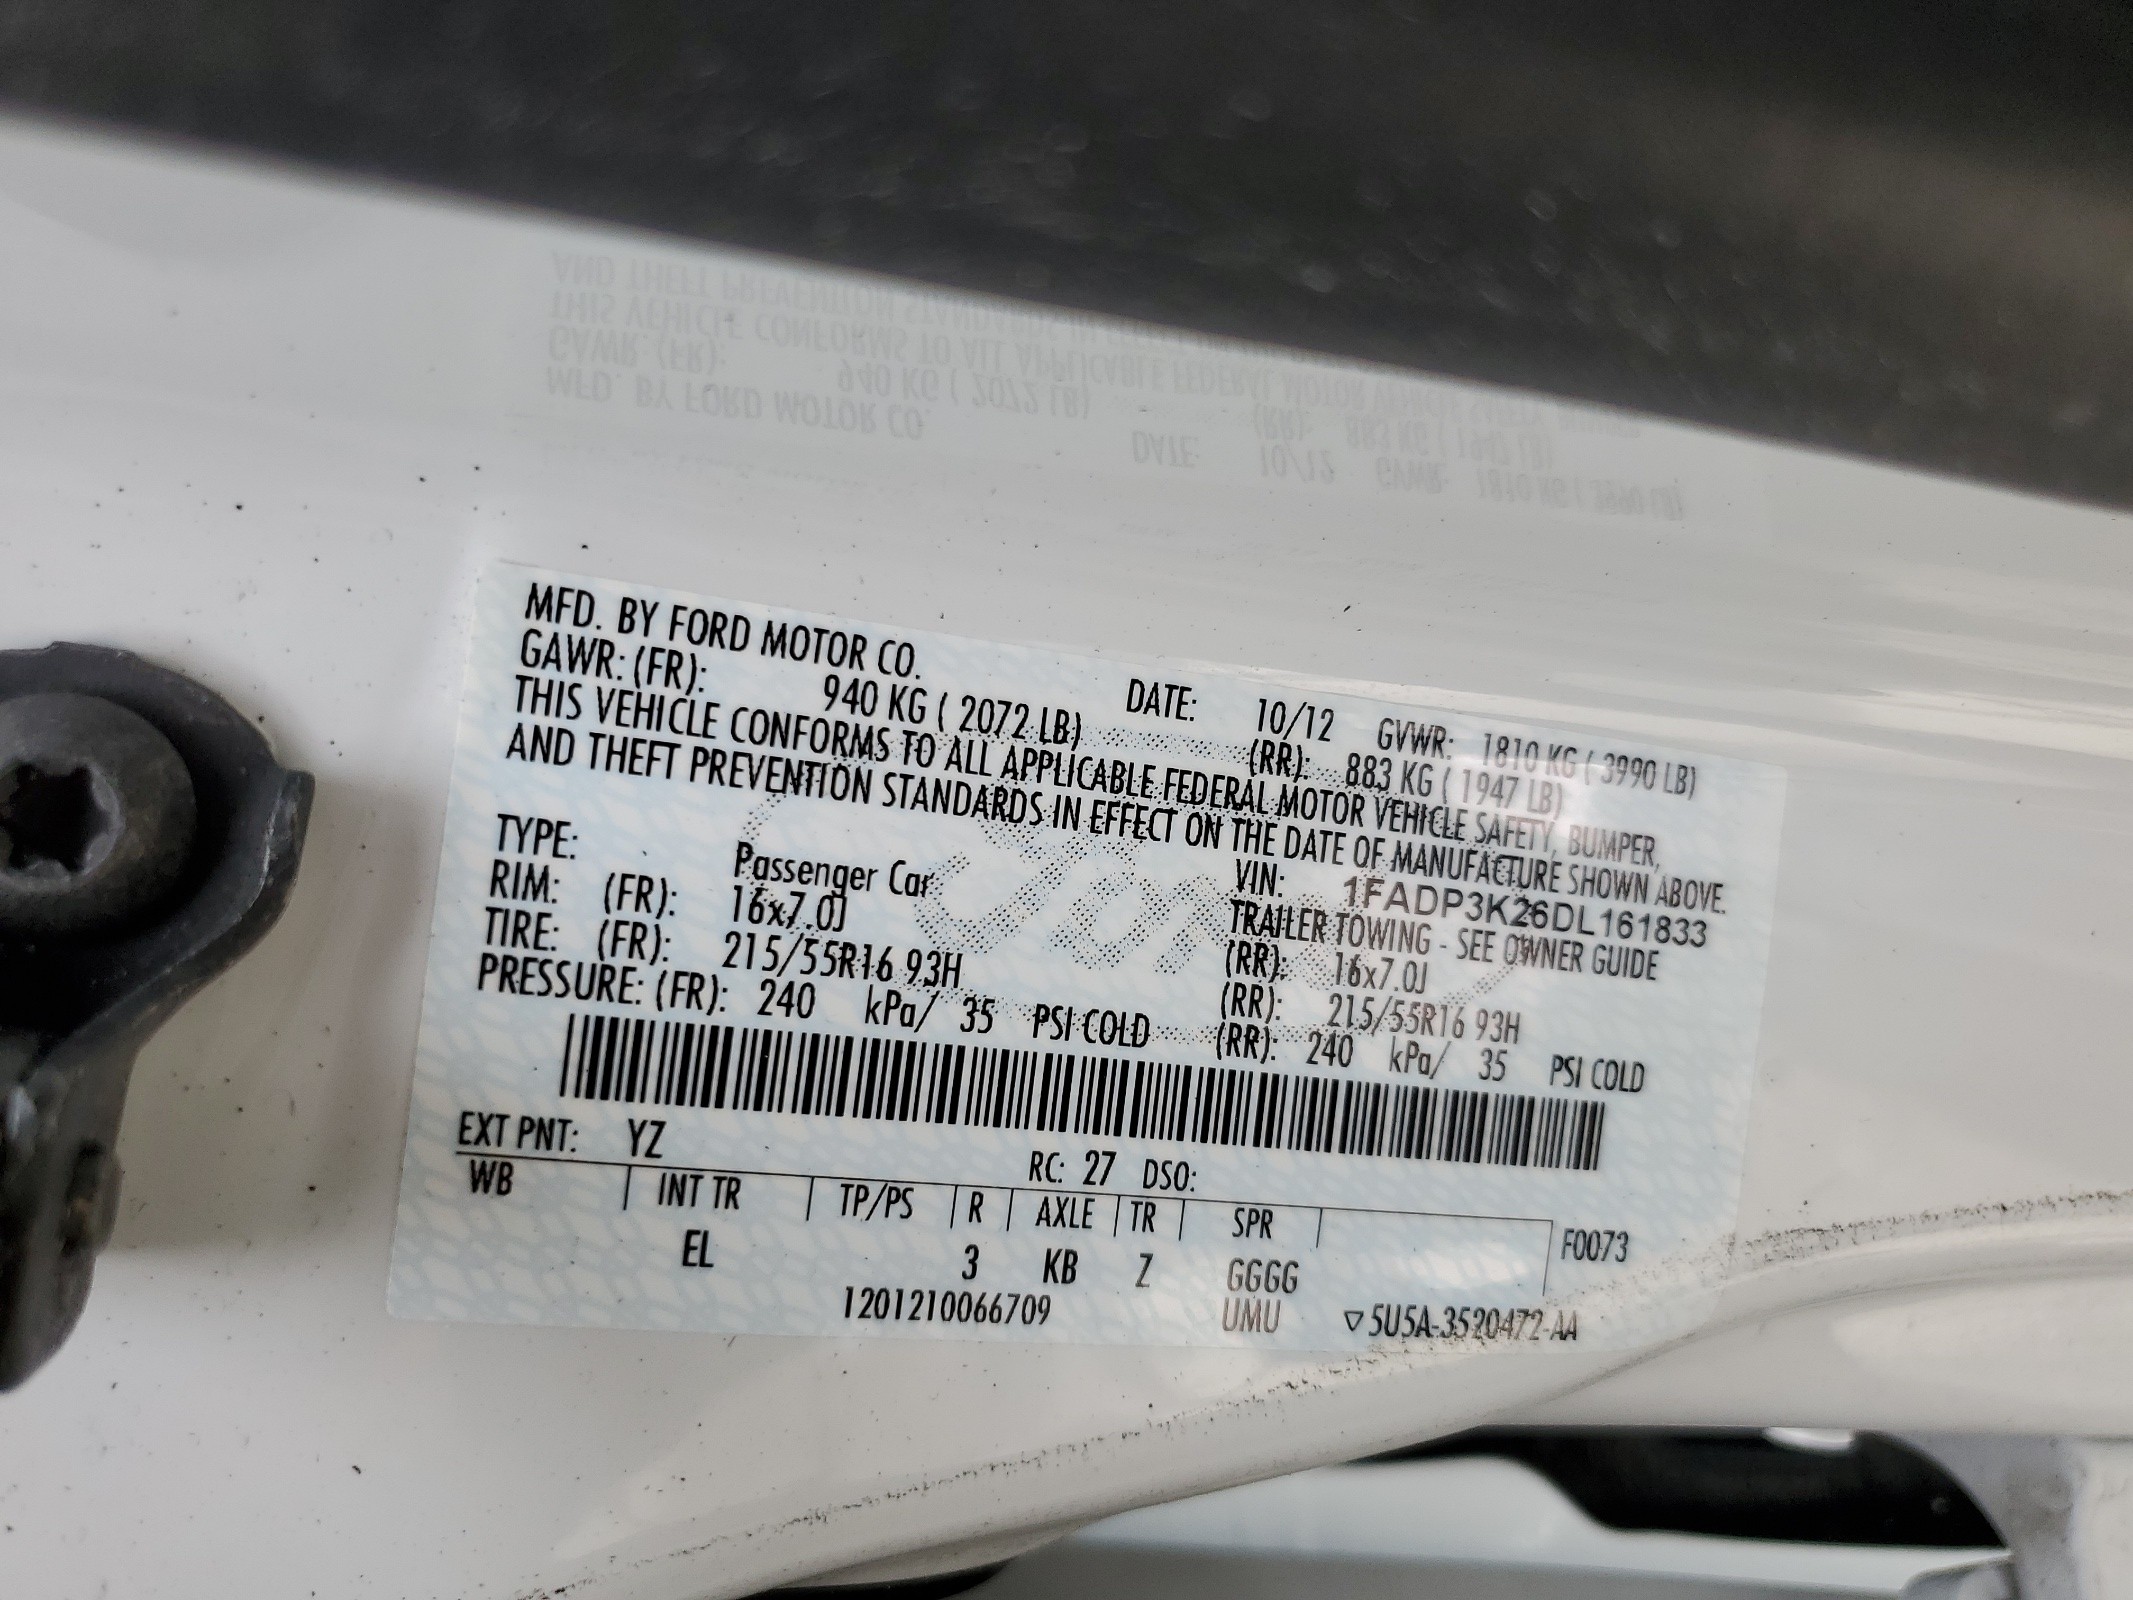 MFD. BY FORD MOTOR CO. DATE: 10/12 GVWR: 1810 KG ( 3990 LB)
GAWR: (FR): 940 KG ( 2072 LB) (RR): 883 KG ( 1947 LB)
THIS VEHICLE CONFORMS TO ALL APPLICABLE FEDERAL MOTOR VEHICLE SAFETY, BUMPER,
AND THEFT PREVENTION STANDARDS IN EFFECT ON THE DATE OF MANUFACTURE SHOWN ABOVE.
VIN: 1FADP3K26DL161833
TYPE: Passenger Car TRAILER TOWING - SEE OWNER GUIDE
RIM: (FR): 16x7.0J (RR): 16x7.0J
TIRE: (FR): 215/55R16 93H (RR): 215/55R16 93H
PRESSURE: (FR): 240 kPa/ 35 PSI COLD (RR): 240 kPa/ 35 PSI COLD
EXT PNT: YZ RC: 27 DSO:
WB INT TR TP/PS R AXLE TR SPR F0073
EL 3 KB Z GGGG
1201210066709 UMU ▽5U5A-3520472-AA